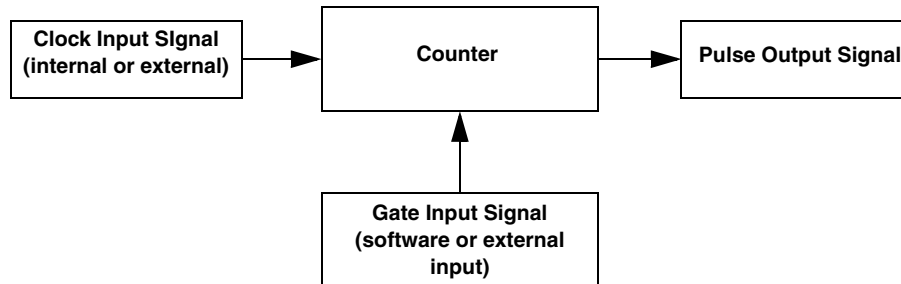 Clock Input SIgnal
(internal or external)
Counter
Pulse Output Signal
Gate Input Signal
(software or external
input)